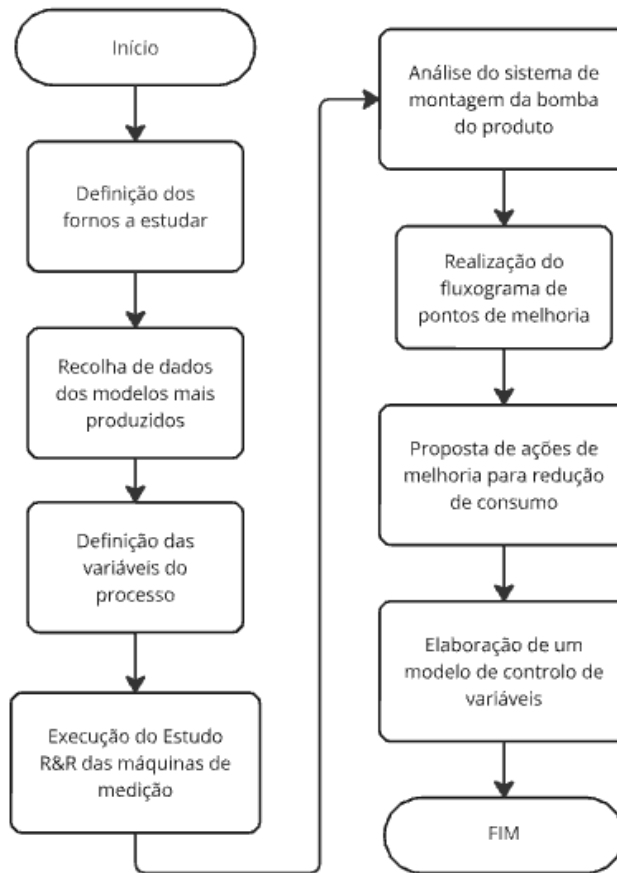 Início
Definição dos
fornos a estudar
Recolha de dados
dos modelos mais
produzidos
Definição das
variáveis do
processo
Execução do Estudo
R&R das máquinas de
medição
Análise do sistema de
montagem da bomba
do produto
Realização do
fluxograma de
pontos de melhoria
Proposta de ações de
melhoria para redução
de consumo
Elaboração de um
modelo de controlo de
variáveis
FIM